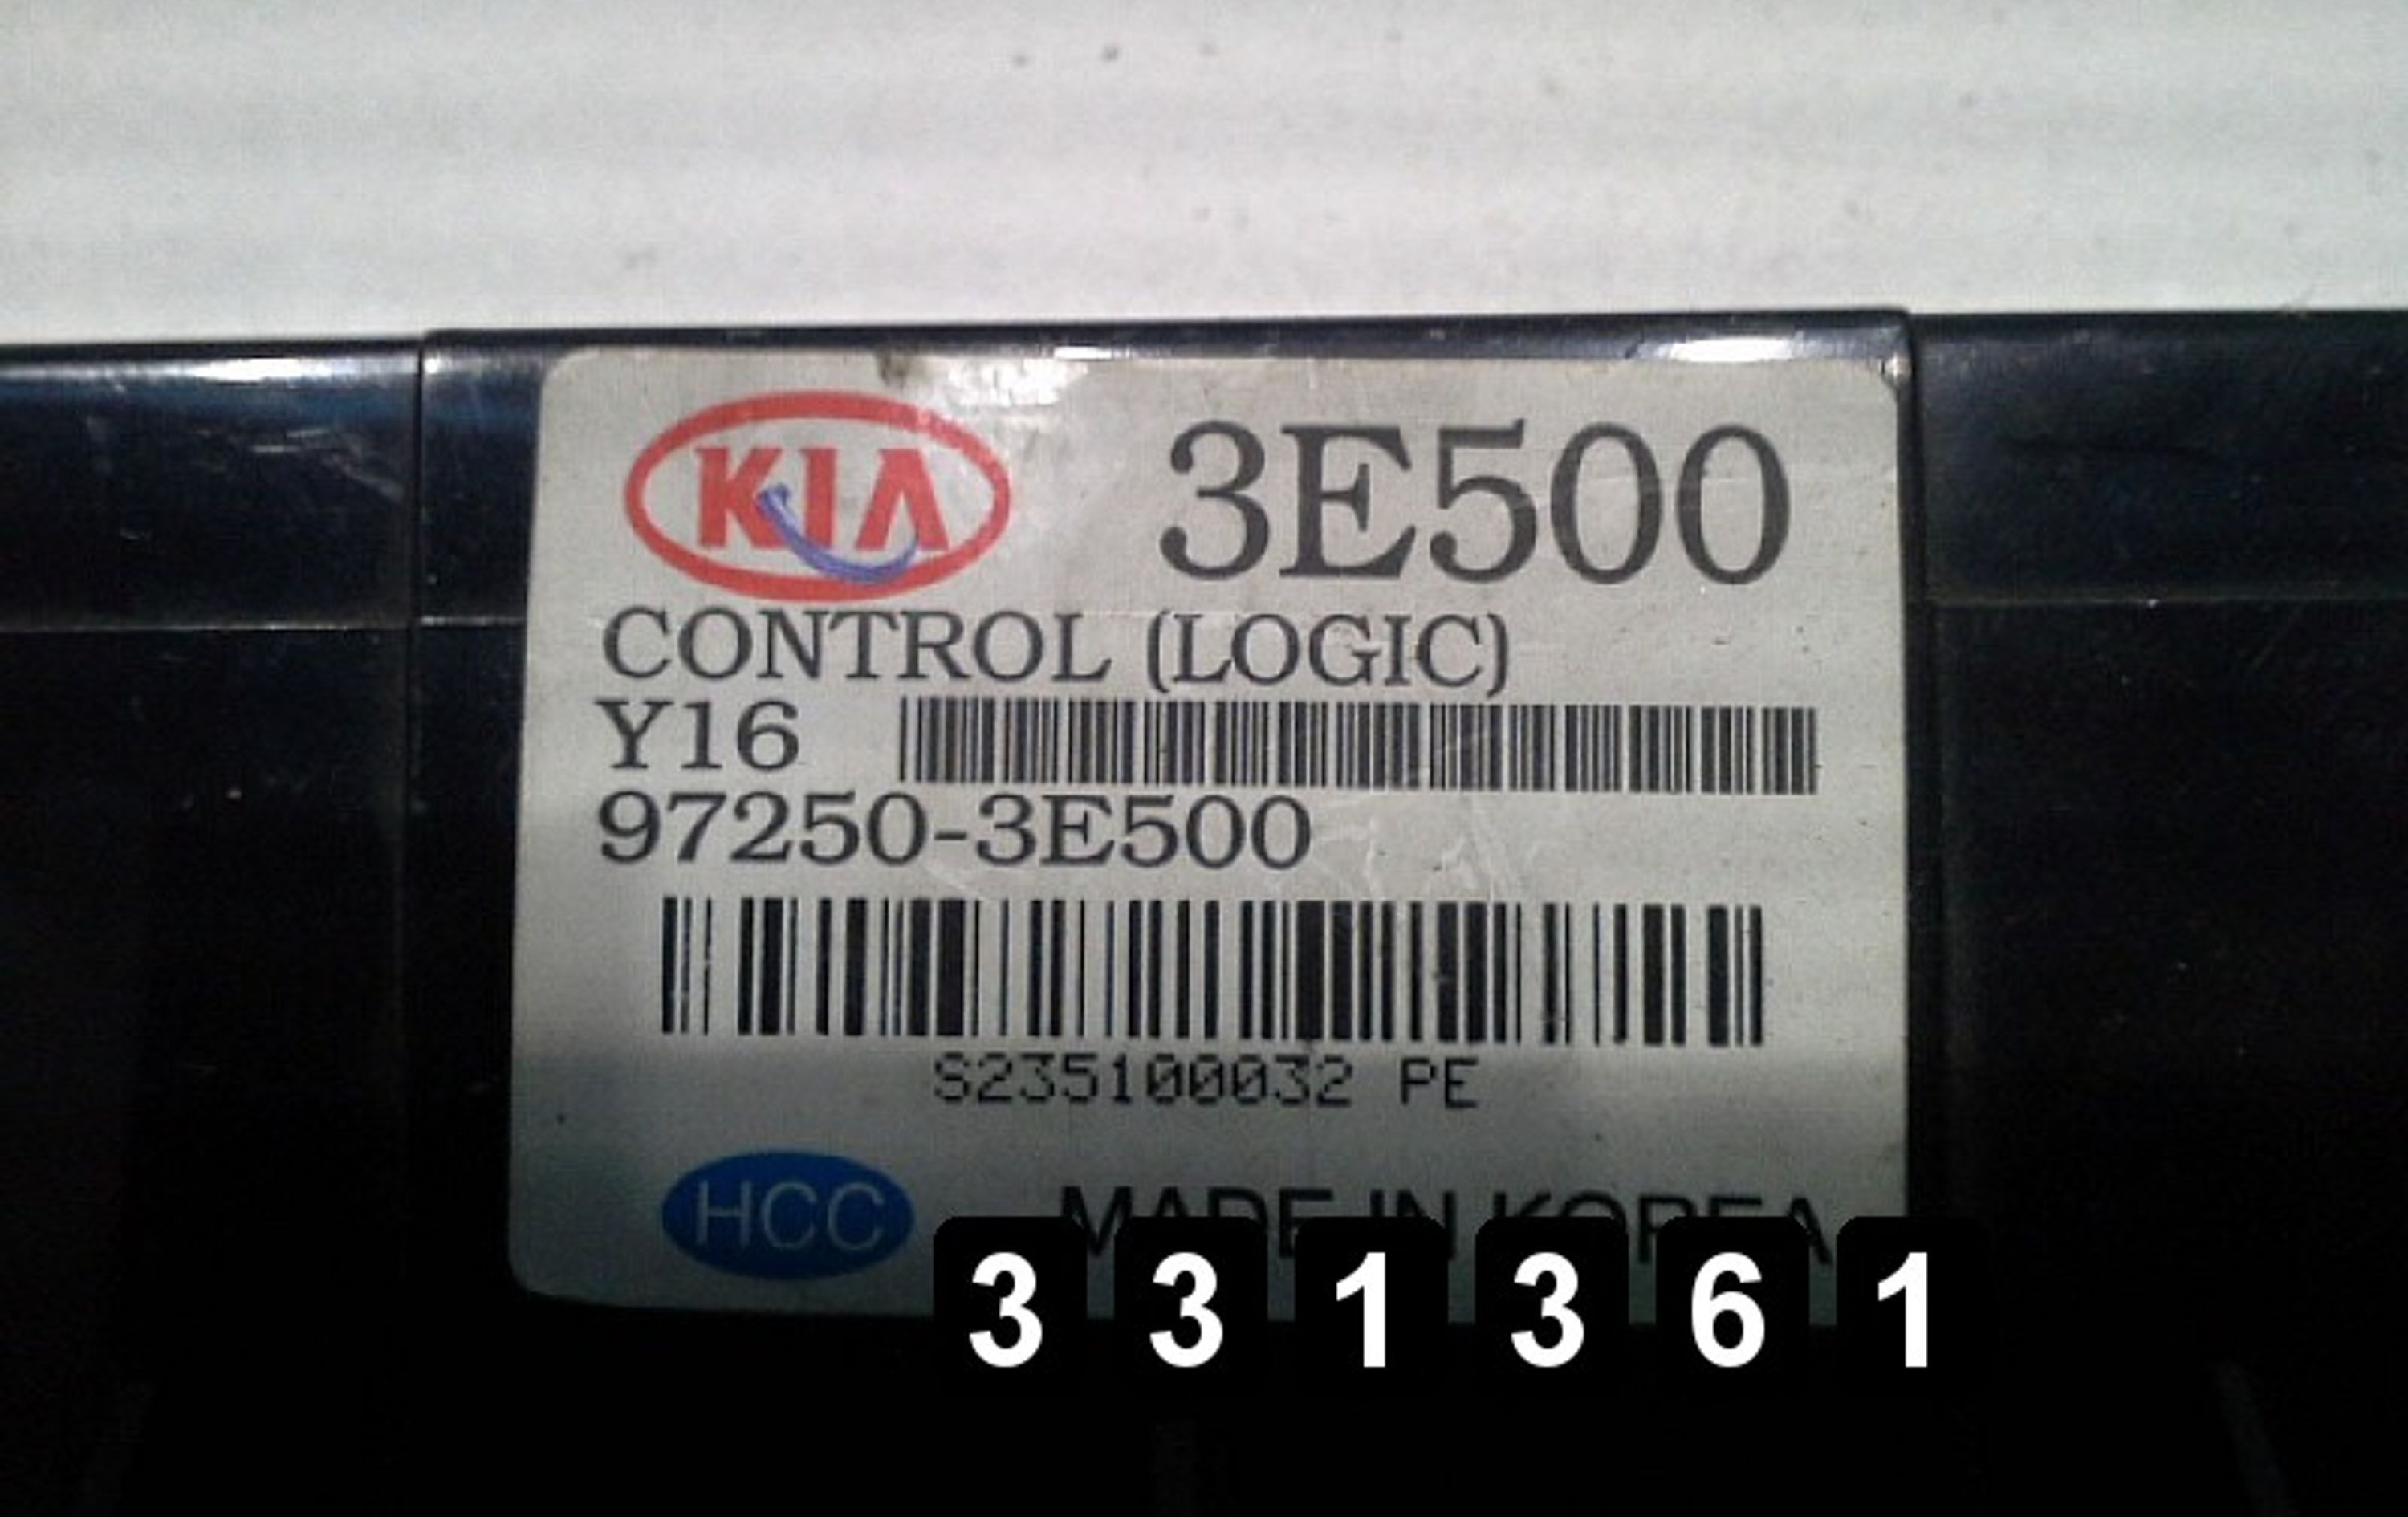 KIA 3E500
CONTROL (LOGIC)
Y16
97250-3E500
S235100032 PE
HCC MADE IN KOREA
3 3 1 3 6 1